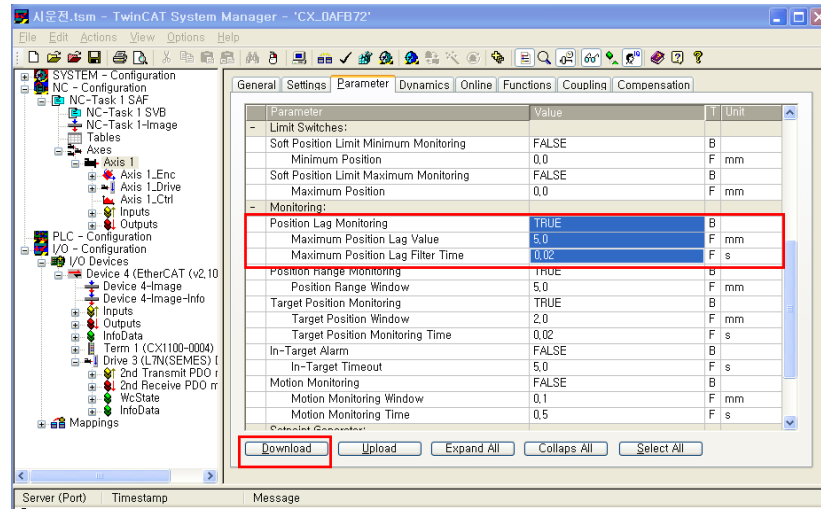 시운전.tsm - TwinCAT System Manager - 'CX_0AFB72'
File Edit Actions View Options Help
SYSTEM - Configuration
NC - Configuration
NC-Task 1 SAF
NC-Task 1 SVB
NC-Task 1-Image
Tables
Axes
Axis 1
Axis 1_Enc
Axis 1_Drive
Axis 1_Ctrl
Inputs
Outputs
PLC - Configuration
I/O - Configuration
I/O Devices
Device 4 (EtherCAT (v2,10
Device 4-Image
Device 4-Image-Info
Inputs
Outputs
InfoData
Term 1 (CX1100-0004)
Drive 3 (L7N(SEMES) [
2nd Transmit PDO r
2nd Receive PDO m
WcState
InfoData
Mappings
General Settings Parameter Dynamics Online Functions Coupling Compensation
Parameter Value T Unit
- Limit Switches:
Soft Position Limit Minimum Monitoring FALSE B
Minimum Position 0,0 F mm
Soft Position Limit Maximum Monitoring FALSE B
Maximum Position 0,0 F mm
- Monitoring:
Position Lag Monitoring TRUE B
Maximum Position Lag Value 5,0 F mm
Maximum Position Lag Filter Time 0,02 F s
Position Range Monitoring TRUE B
Position Range Window 5,0 F mm
Target Position Monitoring TRUE B
Target Position Window 2,0 F mm
Target Position Monitoring Time 0,02 F s
In-Target Alarm FALSE B
In-Target Timeout 5,0 F s
Motion Monitoring FALSE B
Motion Monitoring Window 0,1 F mm
Motion Monitoring Time 0,5 F s
Setpoint Generator:
Download Upload Expand All Collaps All Select All
Server (Port) Timestamp Message